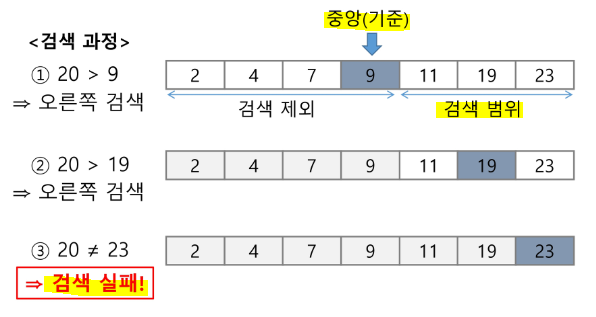 중앙(기준)
<검색 과정>
① 20 > 9
⇒ 오른쪽 검색
2 4 7 9 11 19 23
검색 제외
검색 범위
② 20 > 19
⇒ 오른쪽 검색
2 4 7 9 11 19 23
③ 20 ≠ 23
⇒ 검색 실패!
2 4 7 9 11 19 23